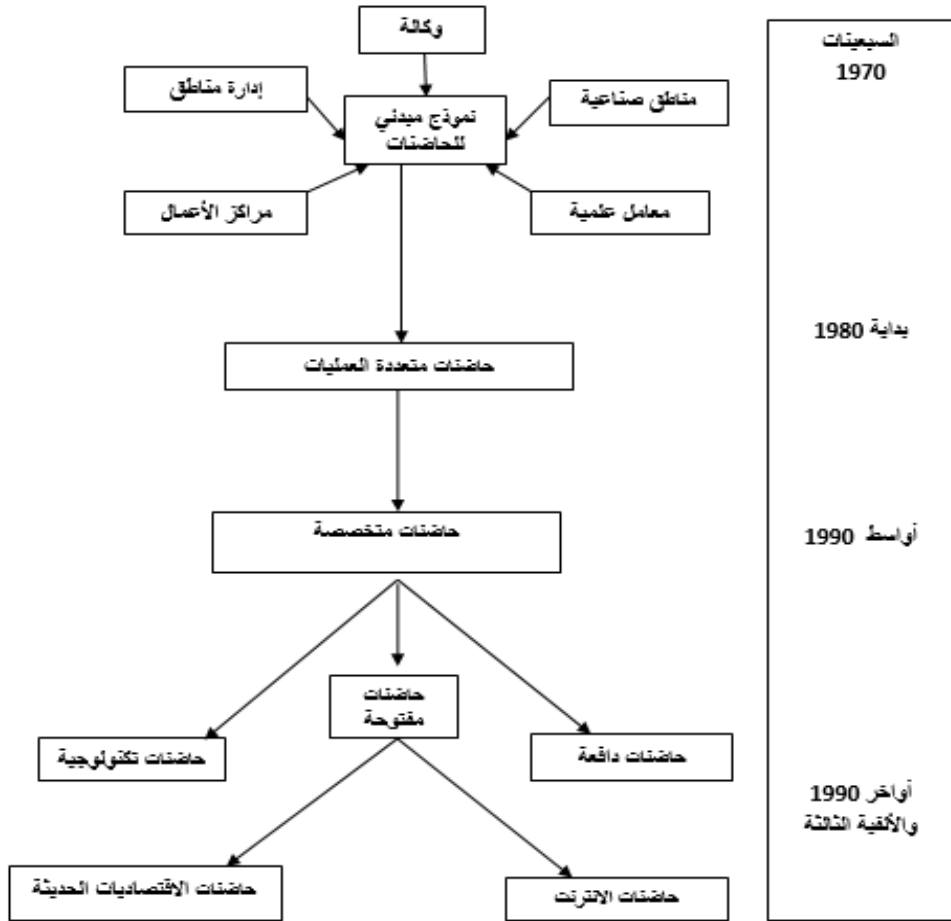 وكالة
السبعينات
1970
إدارة مناطق
مناطق صناعية
نموذج مبدئي
للحاضنات
مراكز الأعمال
معامل علمية
بداية 1980
حاضنات متعددة العمليات
حاضنات متخصصة
أواسط 1990
حاضنات
مفتوحة
حاضنات تكنولوجية
حاضنات دافعة
أواخر 1990
والألفية الثالثة
حاضنات الاقتصاديات الحديثة
حاضنات الانترنت